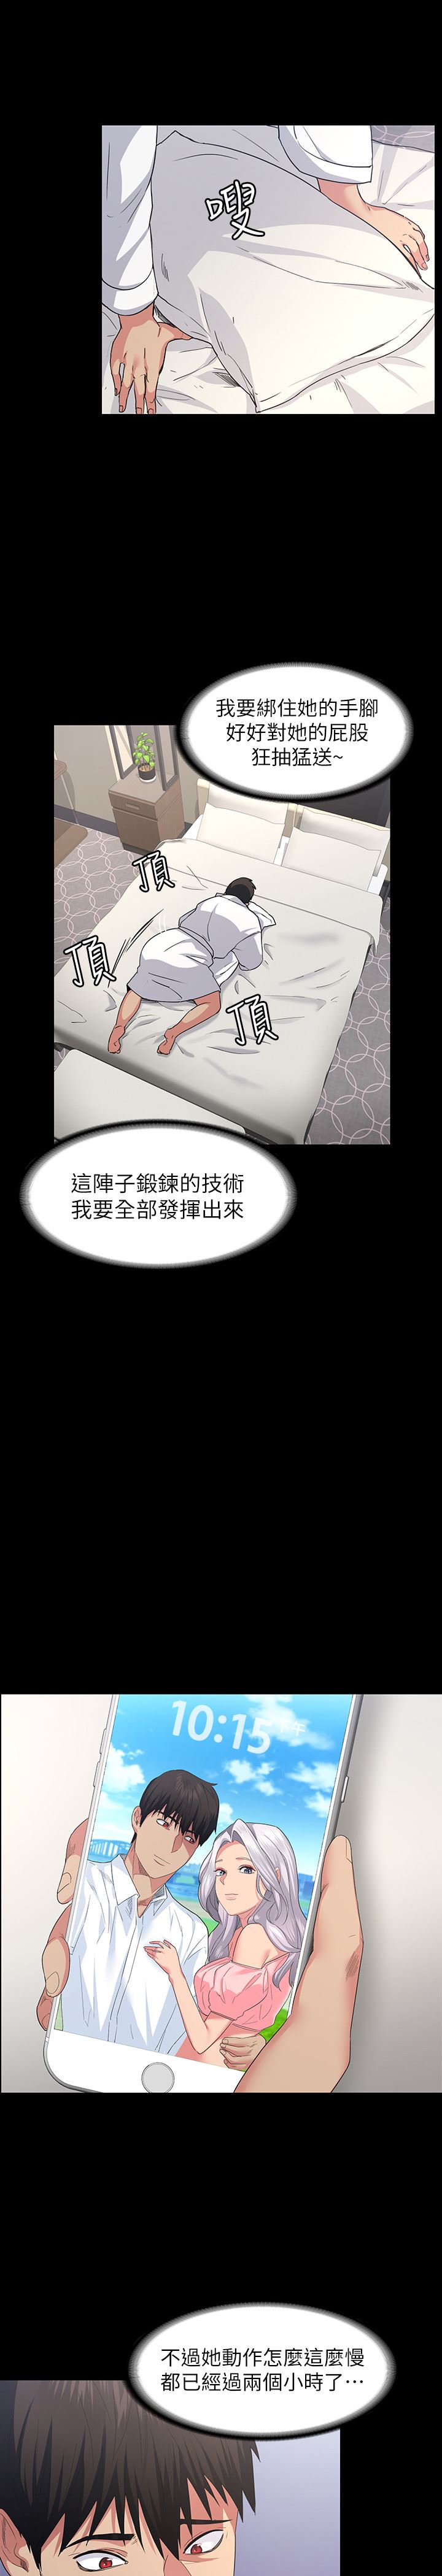 嗖
我要綁住她的手腳
好好對她的屁股
狂抽猛送~
頂
頂
頂
這陣子鍛鍊的技術
我要全部發揮出來
10:15 下午
不過她動作怎麼這麼慢
都已經過兩個小時了⋯